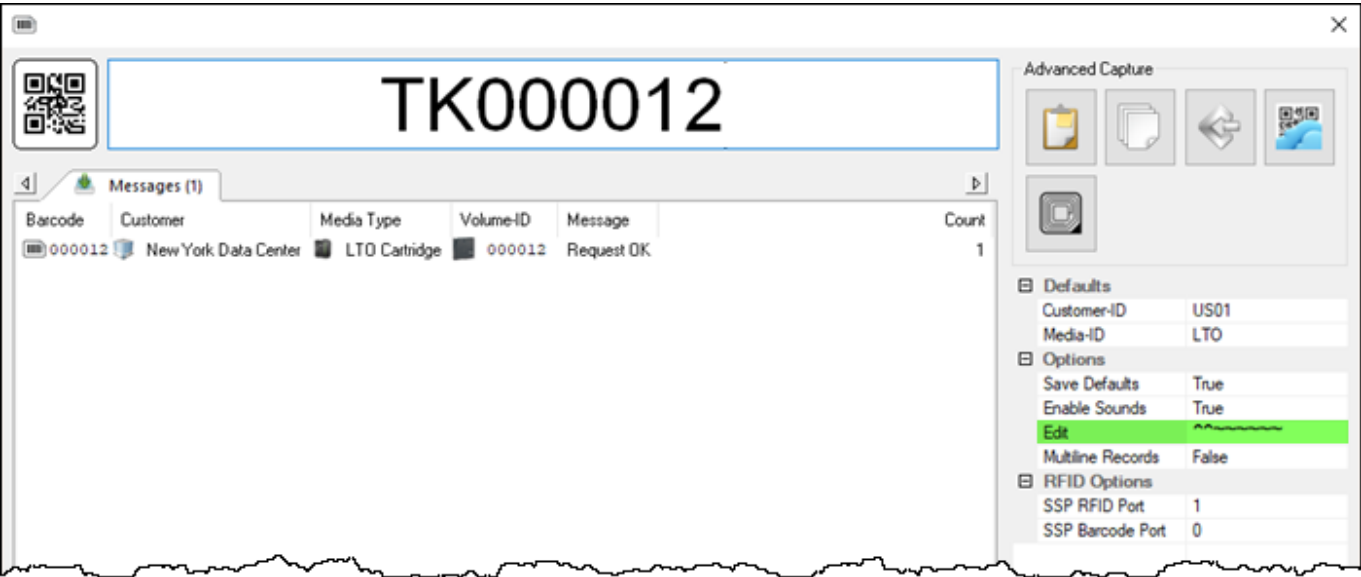 TK000012
Advanced Capture
Messages (1)
Barcode Customer Media Type Volume-ID Message Count
000012 New York Data Center LTO Cartridge 000012 Request OK 1
Defaults
Customer-ID US01
Media-ID LTO
Options
Save Defaults True
Enable Sounds True
Edit ^^~~~~~~
Multiline Records False
RFID Options
SSP RFID Port 1
SSP Barcode Port 0